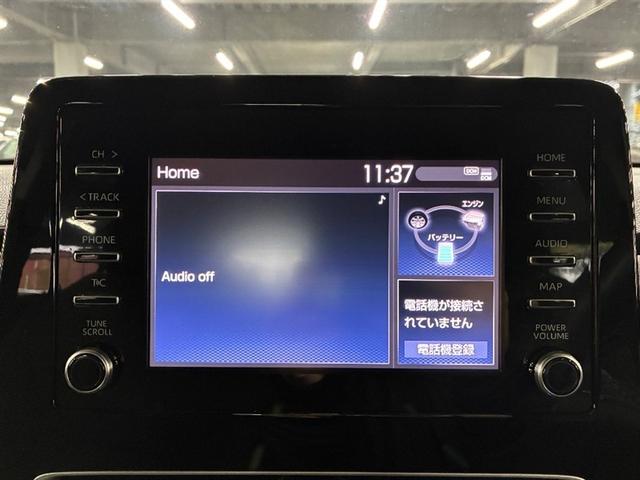 CH >
< TRACK
PHONE
T.C
TUNE
SCROLL
Home
11:37
DCM
DCM
Audio off
エンジン
バッテリー
電話機が接続さ
れていません
電話機登録
HOME
MENU
AUDIO
MAP
POWER
VOLUME